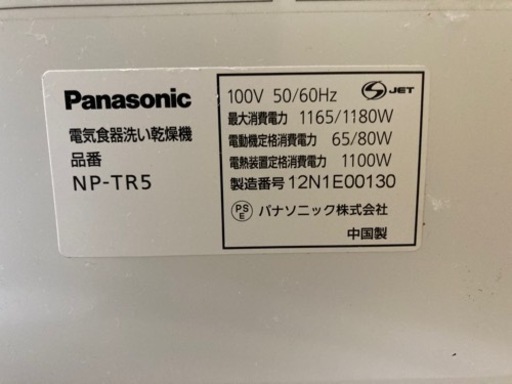 Panasonic
電気食器洗い乾燥機
品番
NP-TR5
100V 50/60Hz
S JET
最大消費電力 1165/1180W
電動機定格消費電力 65/80W
電熱装置定格消費電力 1100W
製造番号 12N1E00130
PS E パナソニック株式会社
中国製